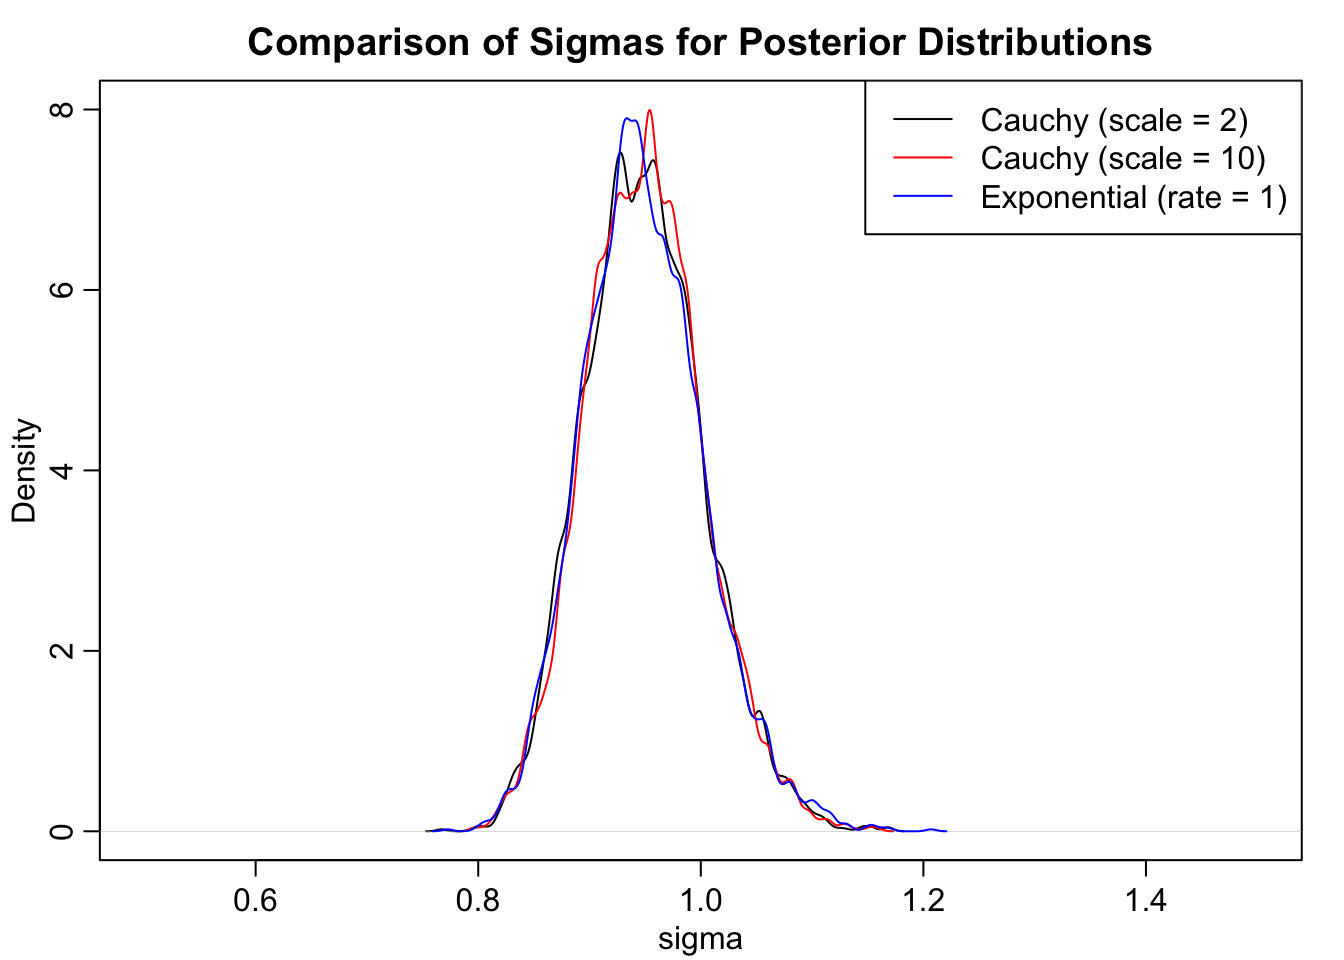 Comparison of Sigmas for Posterior Distributions
Cauchy (scale = 2)
Cauchy (scale = 10)
Exponential (rate = 1)
Density
8
6
4
2
0
0.6 0.8 1.0 1.2 1.4
sigma